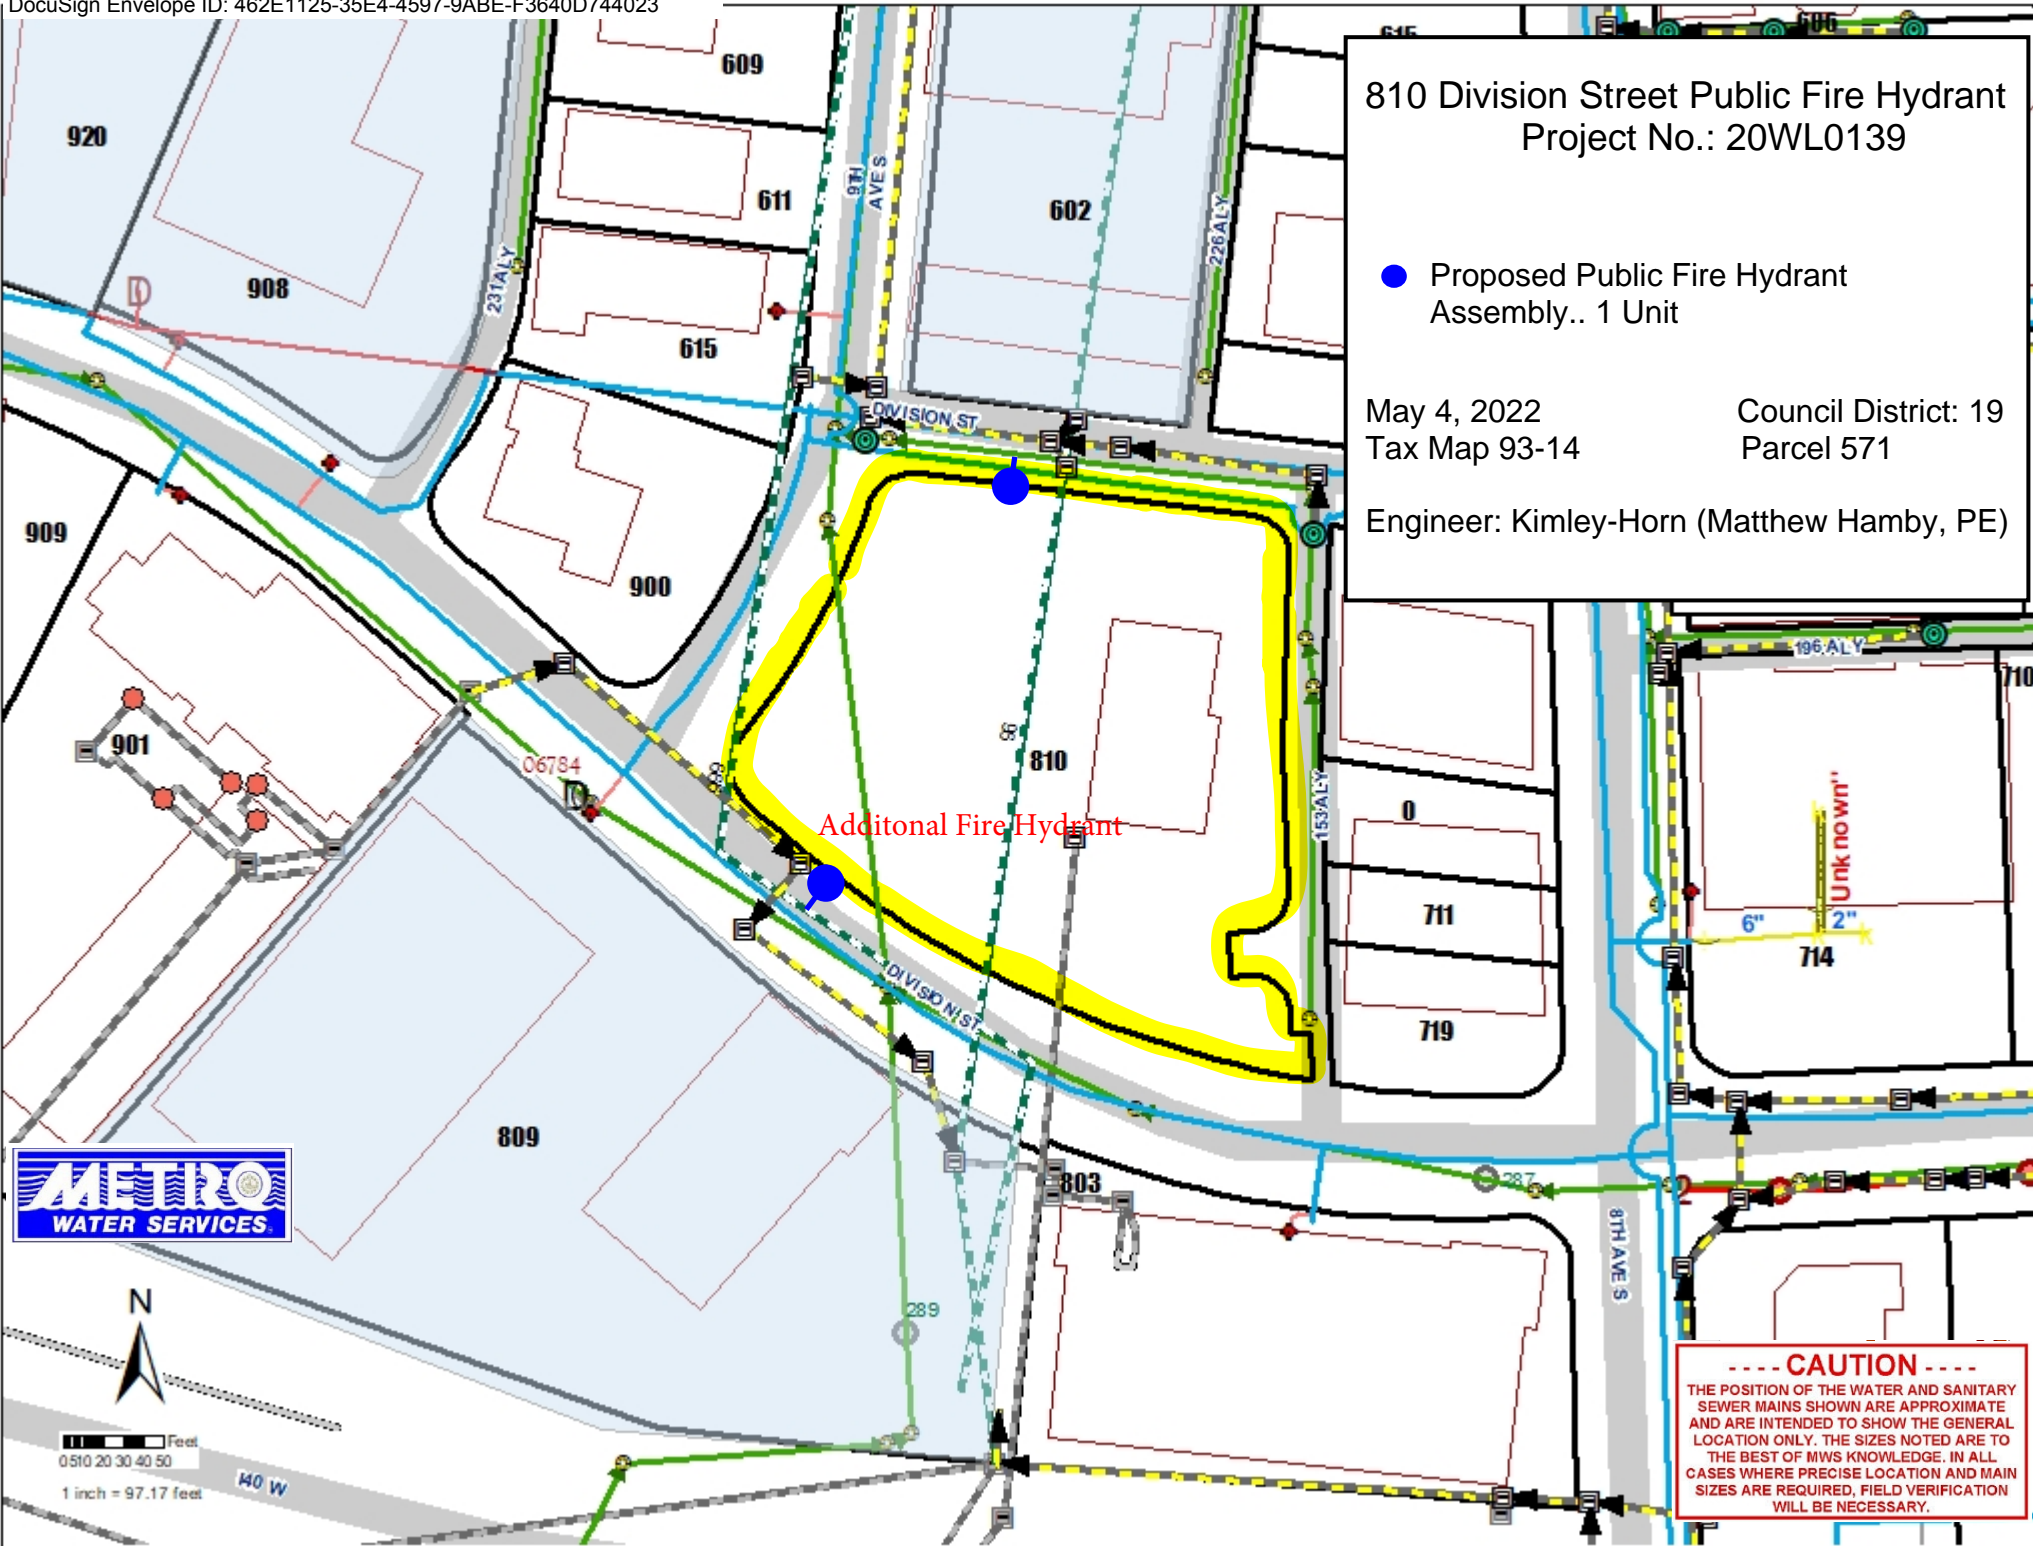 DocuSign Envelope ID: 462E1125-35E4-4597-9ABE-F3640D744023
810 Division Street Public Fire Hydrant
Project No.: 20WL0139
Proposed Public Fire Hydrant
Assembly.. 1 Unit
May 4, 2022 Council District: 19
Tax Map 93-14 Parcel 571
Engineer: Kimley-Horn (Matthew Hamby, PE)
609
615
606
920
611
9TH
AVE S
602
226 ALY
231 ALY
D
908
615
DIVISION ST
909
900
196 ALY
710
901
06784
D
98
810
153 ALY
0
Additonal Fire Hydrant
Unknown"
6"
2"
711
714
DIVISION ST
719
809
803
287
8TH AVE S
289
METRO
WATER SERVICES
N
Feet
0510 20 30 40 50
1 inch = 97.17 feet
I40 W
---- CAUTION ----
THE POSITION OF THE WATER AND SANITARY
SEWER MAINS SHOWN ARE APPROXIMATE
AND ARE INTENDED TO SHOW THE GENERAL
LOCATION ONLY. THE SIZES NOTED ARE TO
THE BEST OF MWS KNOWLEDGE. IN ALL
CASES WHERE PRECISE LOCATION AND MAIN
SIZES ARE REQUIRED, FIELD VERIFICATION
WILL BE NECESSARY.